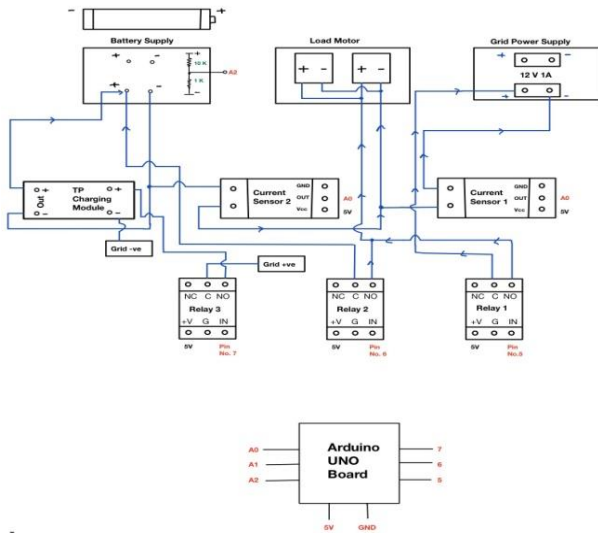 - +
Battery Supply
+ -
+ -
+
10 K
1 K
-
A2
Load Motor
+ - + -
Grid Power Supply
+ -
12 V 1A
+ -
Out
+
-
TP
Charging
Module
Grid -ve
Current
Sensor 2
GND
OUT
Vcc
A0
5V
Current
Sensor 1
GND
OUT
Vcc
A0
5V
Grid +ve
NC C NO
Relay 3
+V G IN
5V
Pin
No. 7
NC C NO
Relay 2
+V G IN
5V
Pin
No. 6
NC C NO
Relay 1
+V G IN
5V
Pin
No.5
Arduino
UNO
Board
A0
A1
A2
7
6
5
5V
GND